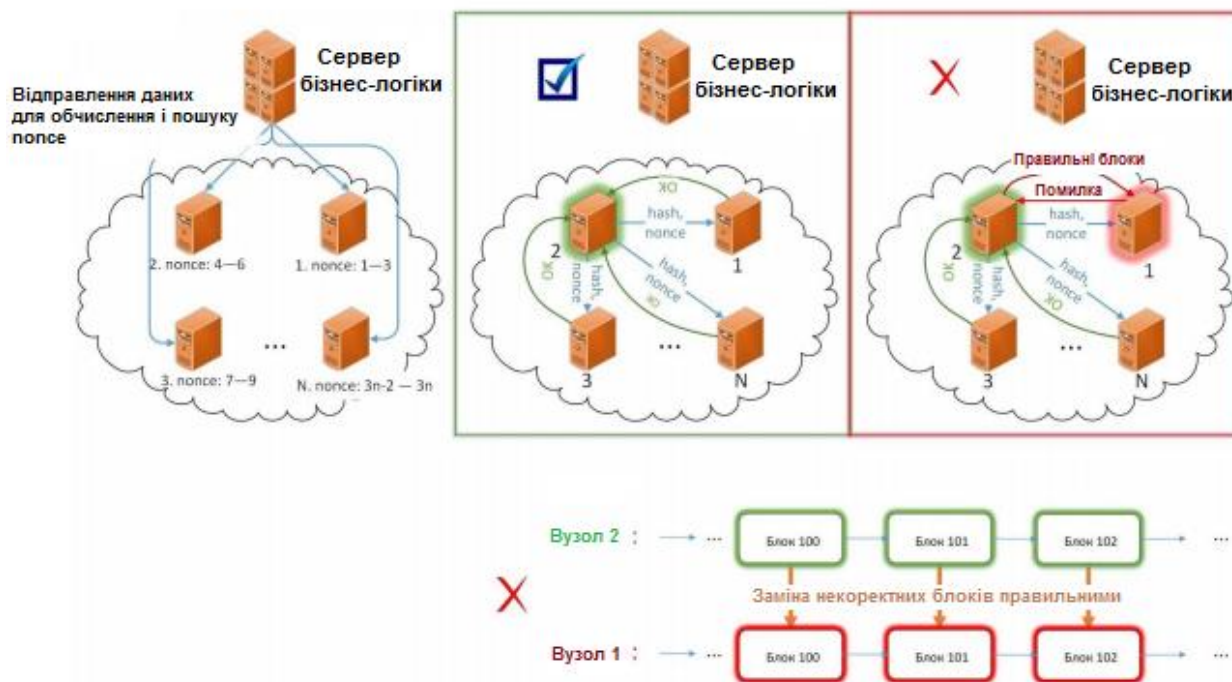 Сервер
бізнес-логіки
Відправлення даних
для обчислення і пошуку
nonce
2. nonce: 4—6
1. nonce: 1—3
3. nonce: 7—9
...
N. nonce: 3n-2 — 3n
Сервер
бізнес-логіки
OK
hash,
nonce
2
1
OK
hash,
nonce
hash,
nonce
OK
...
3
N
Сервер
бізнес-логіки
Правильні блоки
Помилка
hash,
nonce
2
1
OK
hash,
nonce
hash,
nonce
OK
...
3
N
Вузол 2 :
...
Блок 100
Блок 101
Блок 102
...
Заміна некоректних блоків правильними
Вузол 1 :
...
Блок 100
Блок 101
Блок 102
...